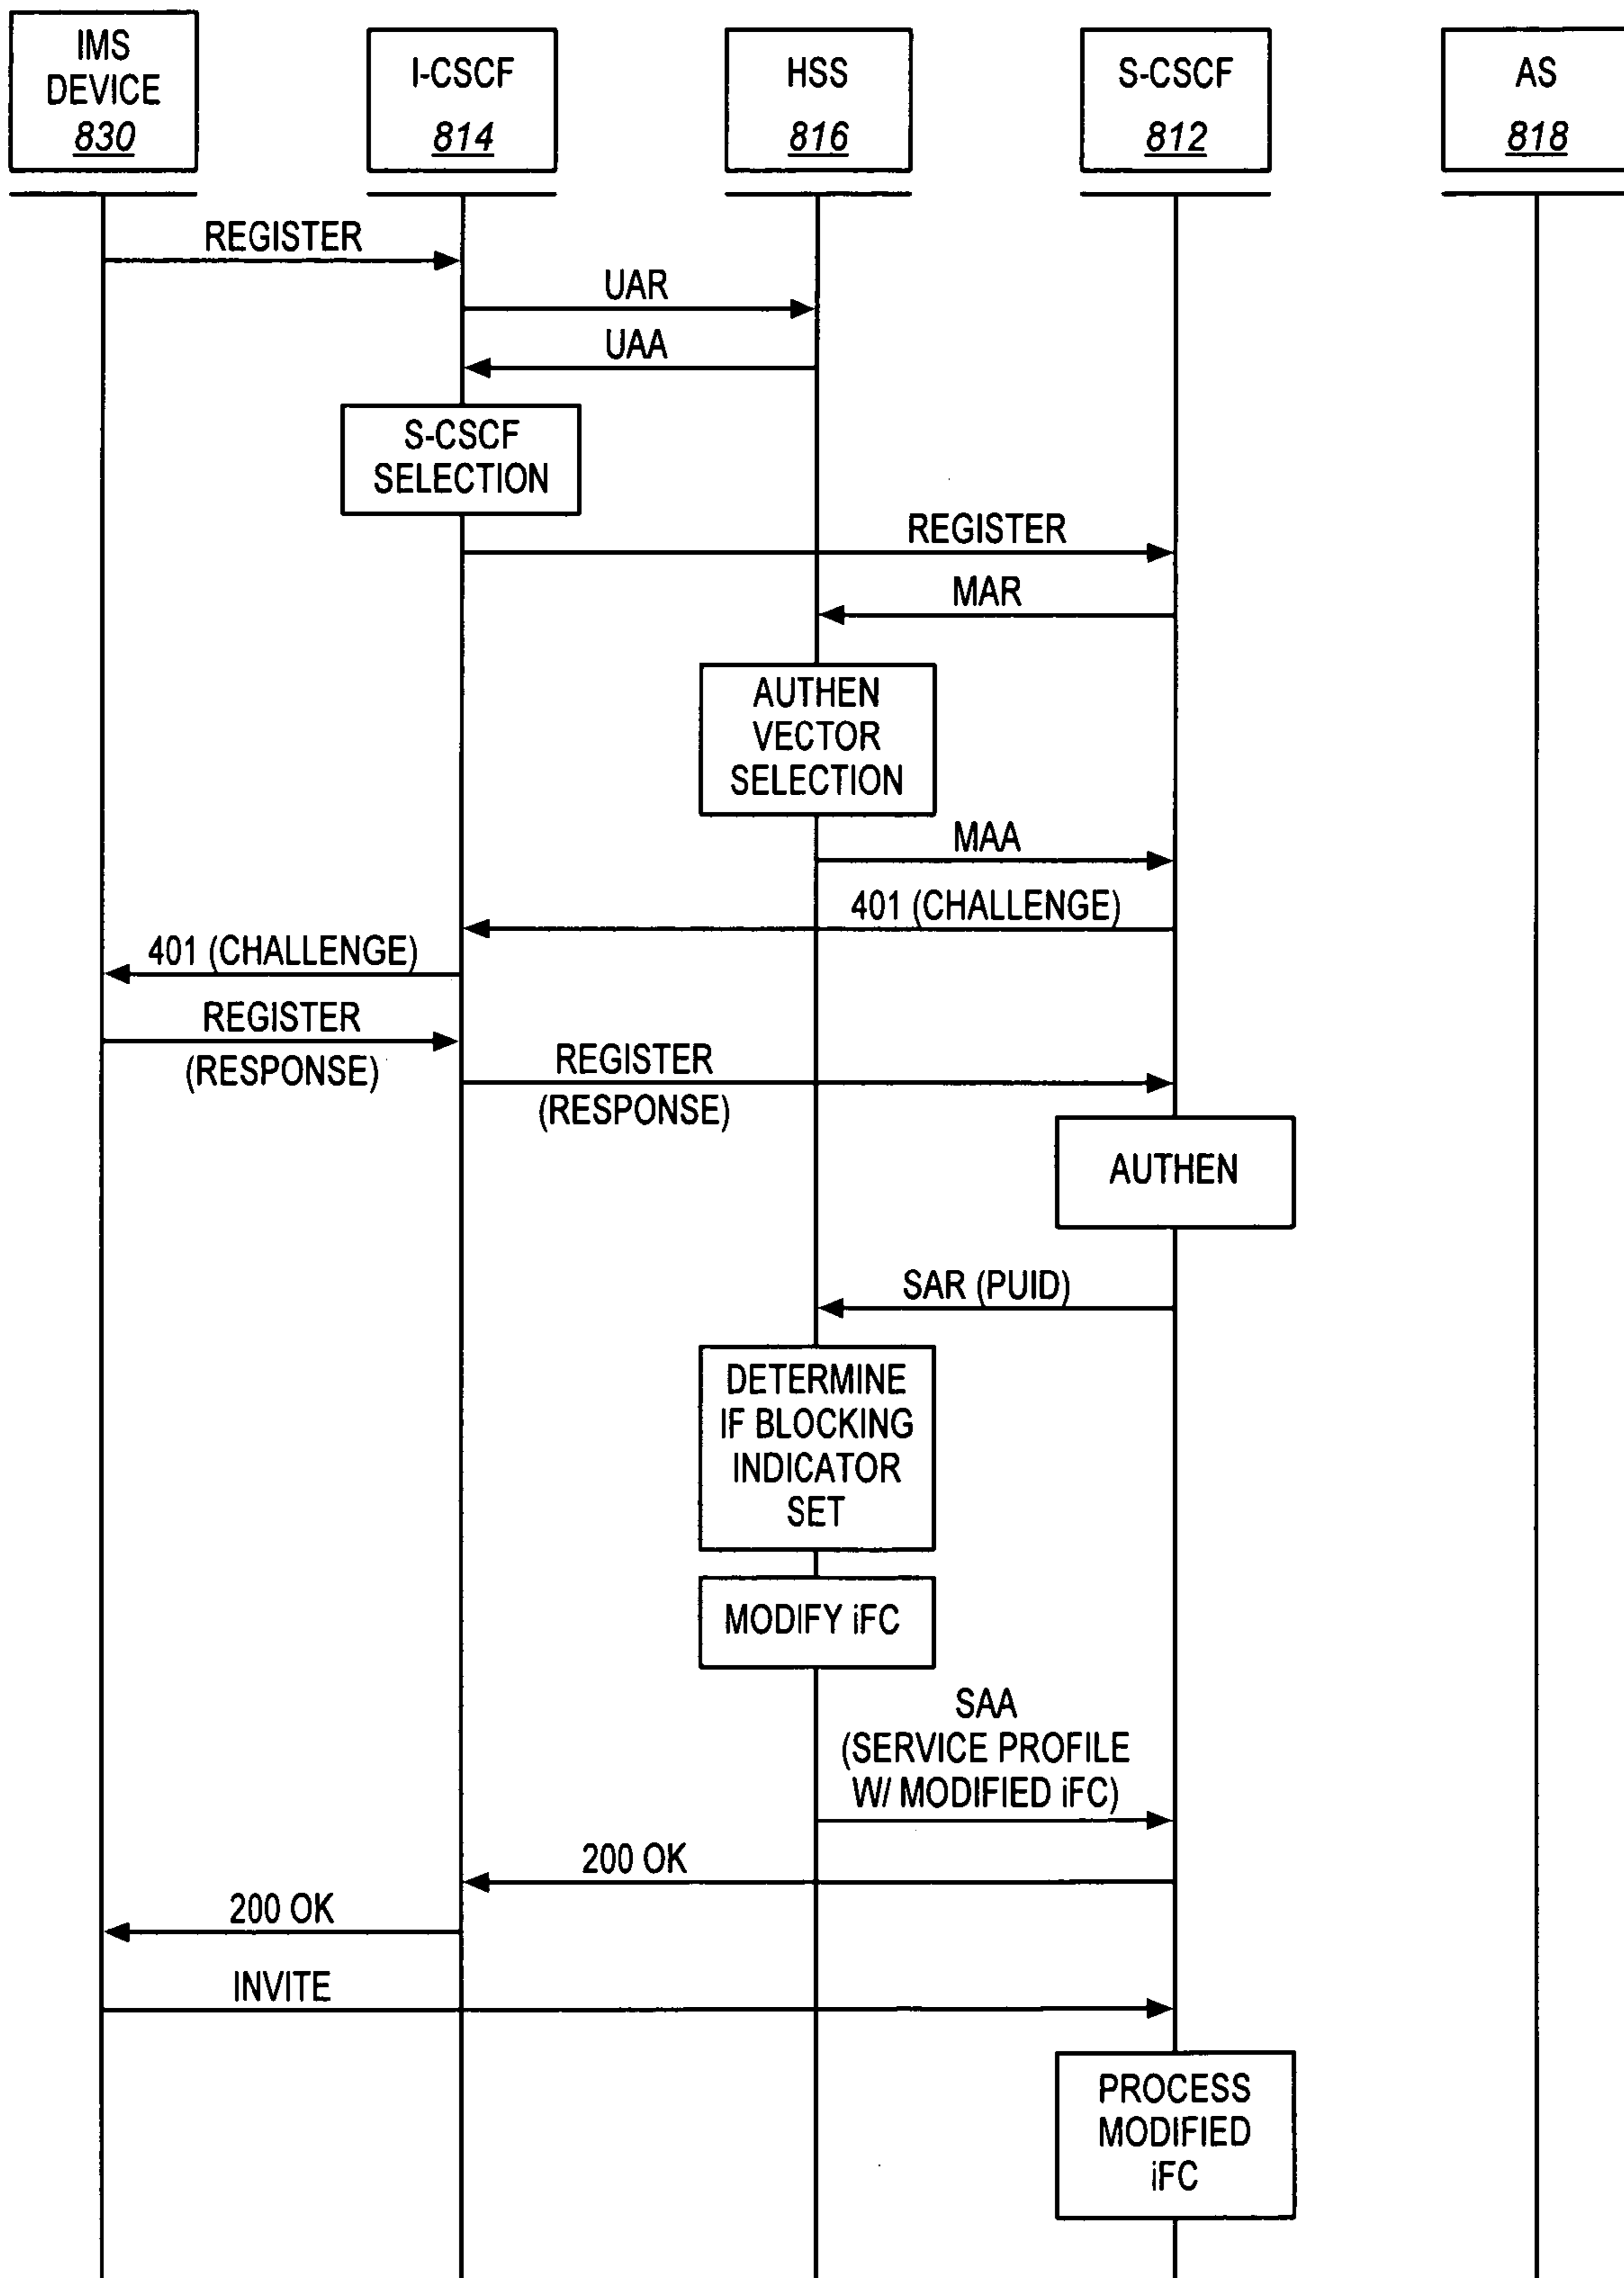 IMS
DEVICE
830
I-CSCF
814
HSS
816
S-CSCF
812
AS
818
REGISTER
UAR
UAA
S-CSCF
SELECTION
REGISTER
MAR
AUTHEN
VECTOR
SELECTION
MAA
401 (CHALLENGE)
401 (CHALLENGE)
REGISTER
(RESPONSE)
REGISTER
(RESPONSE)
AUTHEN
SAR (PUID)
DETERMINE
IF BLOCKING
INDICATOR
SET
MODIFY iFC
SAA
(SERVICE PROFILE
W/ MODIFIED iFC)
200 OK
200 OK
INVITE
PROCESS
MODIFIED
iFC